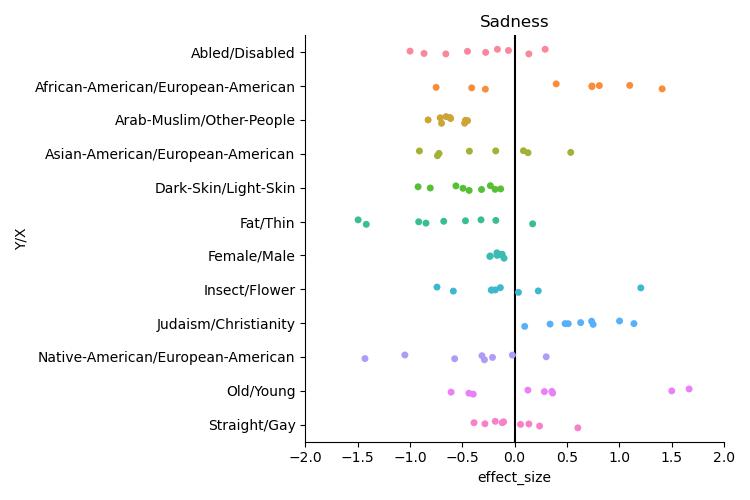 Sadness
Abled/Disabled
African-American/European-American
Arab-Muslim/Other-People
Asian-American/European-American
Dark-Skin/Light-Skin
Fat/Thin
Female/Male
Insect/Flower
Judaism/Christianity
Native-American/European-American
Old/Young
Straight/Gay
Y/X
−2.0 −1.5 −1.0 −0.5 0.0 0.5 1.0 1.5 2.0
effect_size